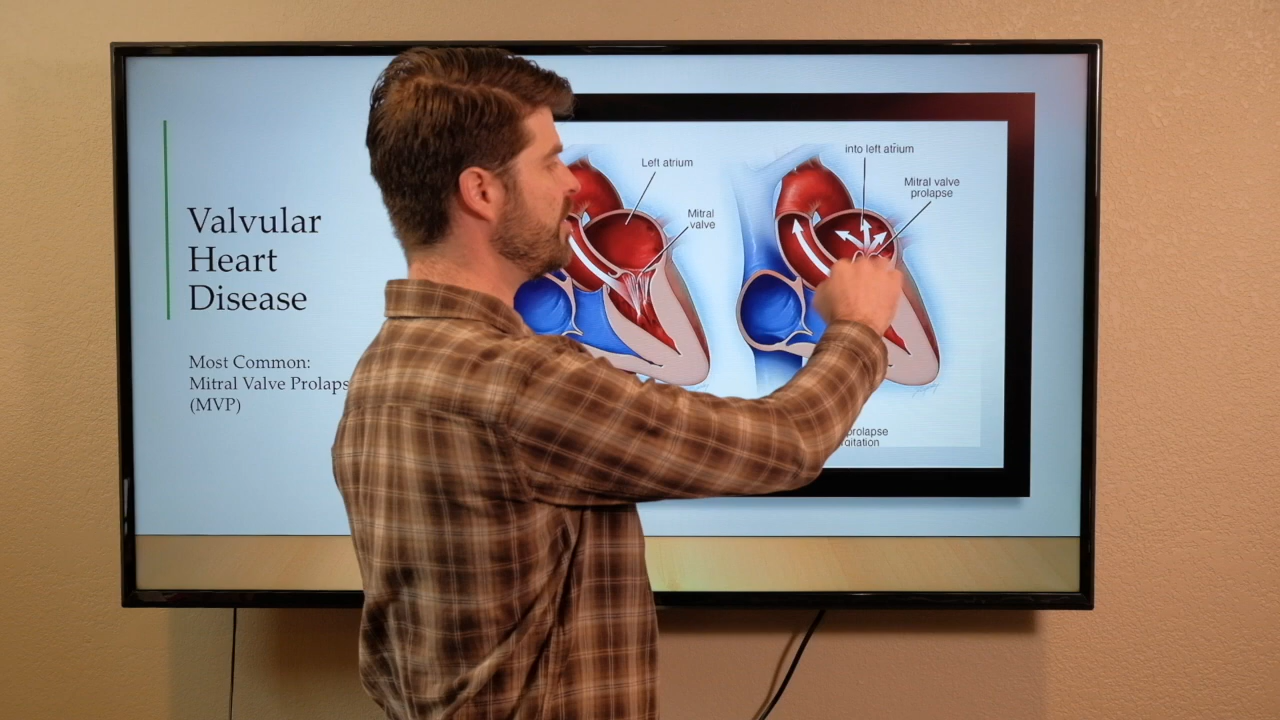 Valvular
Heart
Disease
Most Common:
Mitral Valve Prolaps
(MVP)
Left atrium
Mitral
valve
into left atrium
Mitral valve
prolapse
prolapse